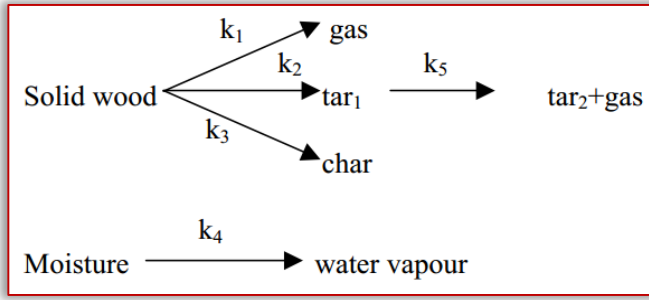 k₁ gas
k₂ k₅
Solid wood tar₁ tar₂+gas
k₃
char
k₄
Moisture water vapour